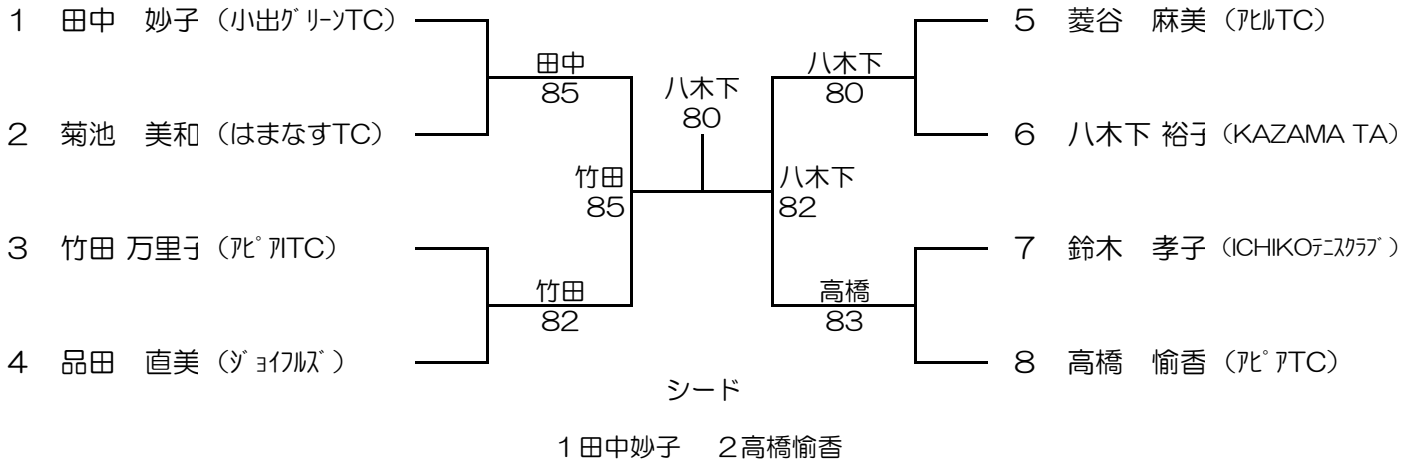 1 田中 妙子（小出ｸﾞﾘｰﾝTC）
2 菊池 美和（はまなすTC）
3 竹田 万里子（ｱﾋﾟｱITC）
4 品田 直美（ｼﾞｮｲﾌﾙｽﾞ）
田中
85
竹田
82
竹田
85
八木下
80
八木下
80
八木下
82
高橋
83
5 菱谷 麻美（ｱﾋﾙTC）
6 八木下 裕子（KAZAMA TA）
7 鈴木 孝子（ICHIKOﾃﾆｽｸﾗﾌﾞ）
8 高橋 愉香（ｱﾋﾟｱTC）
シード
1田中妙子 2高橋愉香